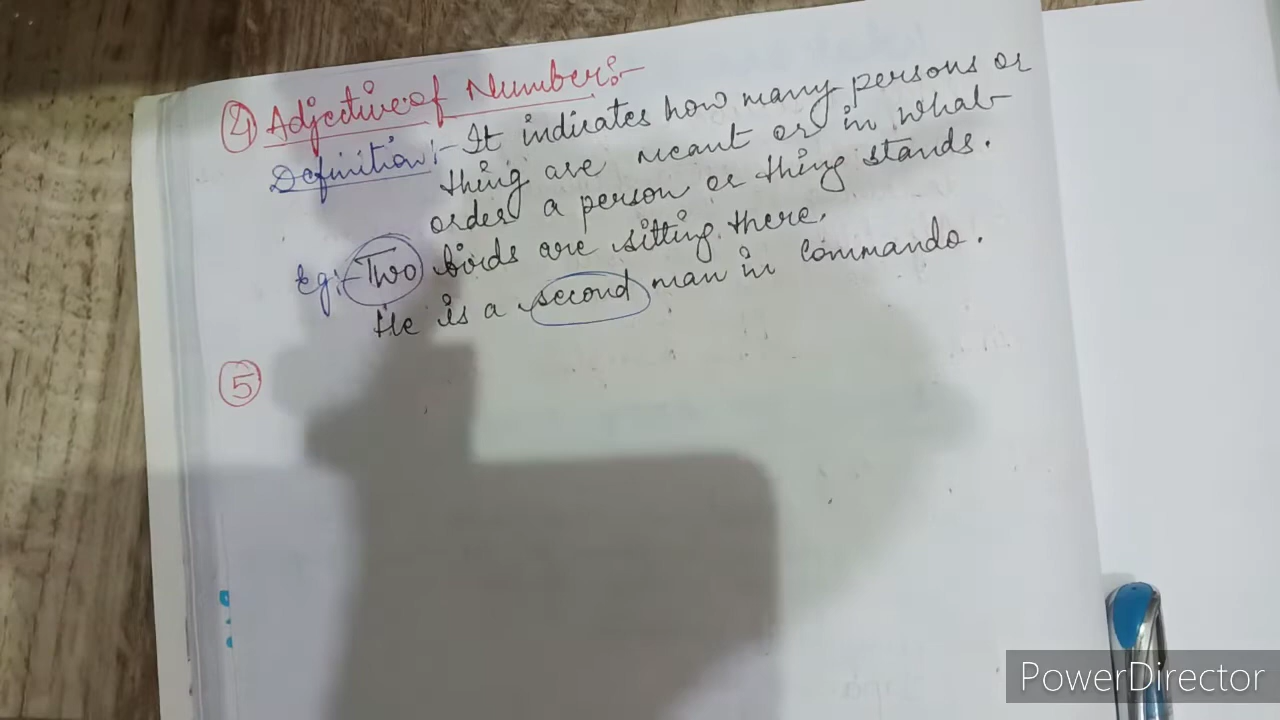 4 Adjective of Number:-
Definition:- It indicates how many persons or
thing are meant or in what
order a person or thing stands.
Eg:- Two birds are sitting there.
He is a second man in commando.
5
PowerDirector